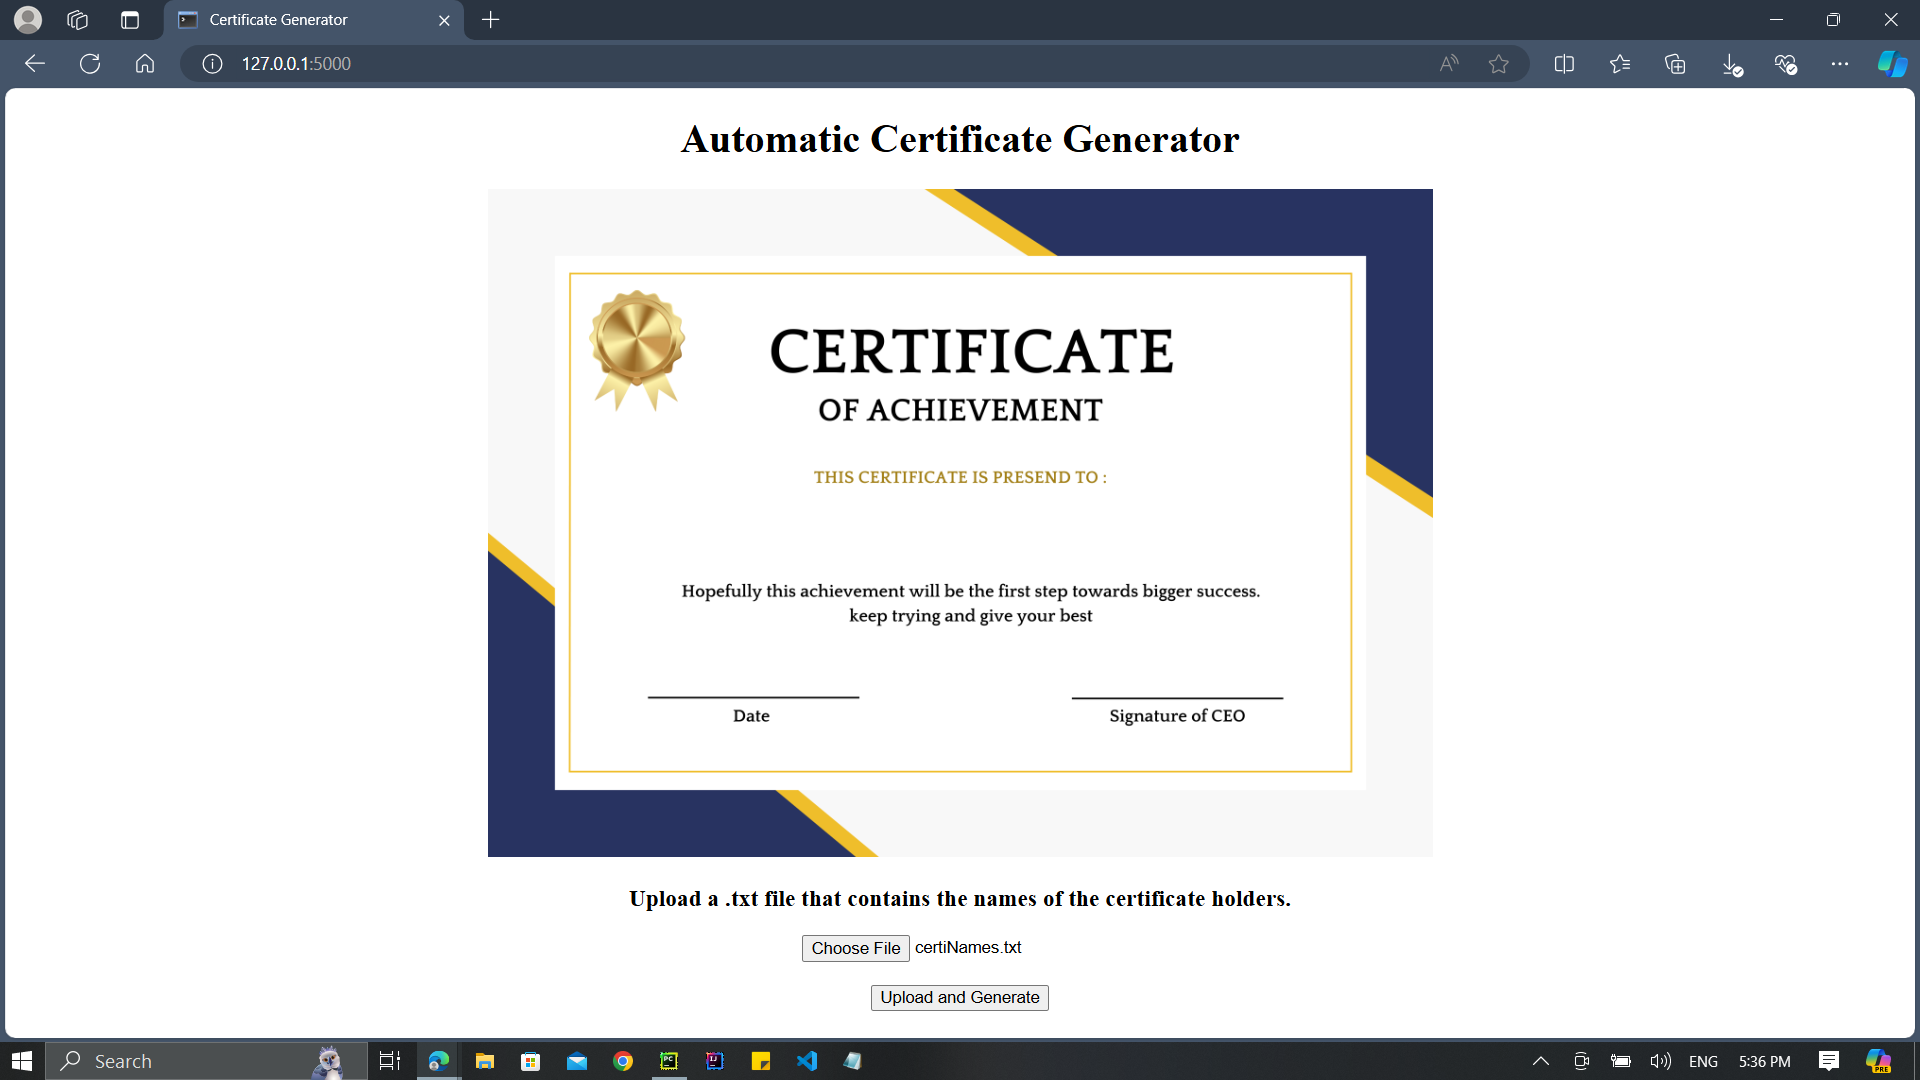 Certificate Generator
127.0.0.1:5000
Automatic Certificate Generator
CERTIFICATE
OF ACHIEVEMENT
THIS CERTIFICATE IS PRESEND TO :
Hopefully this achievement will be the first step towards bigger success.
keep trying and give your best
Date
Signature of CEO
Upload a .txt file that contains the names of the certificate holders.
Choose File certiNames.txt
Upload and Generate
Search
PC
IJ
ENG
5:36 PM
PRE